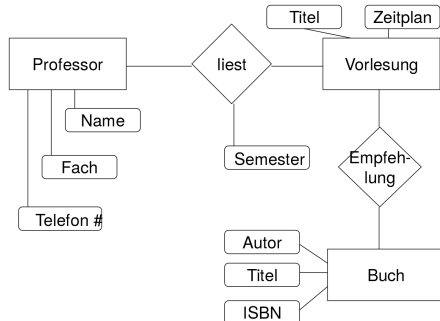 Titel Zeitplan
Professor liest Vorlesung
Name
Semester
Fach
Empfeh-
lung
Telefon #
Autor
Titel
Buch
ISBN